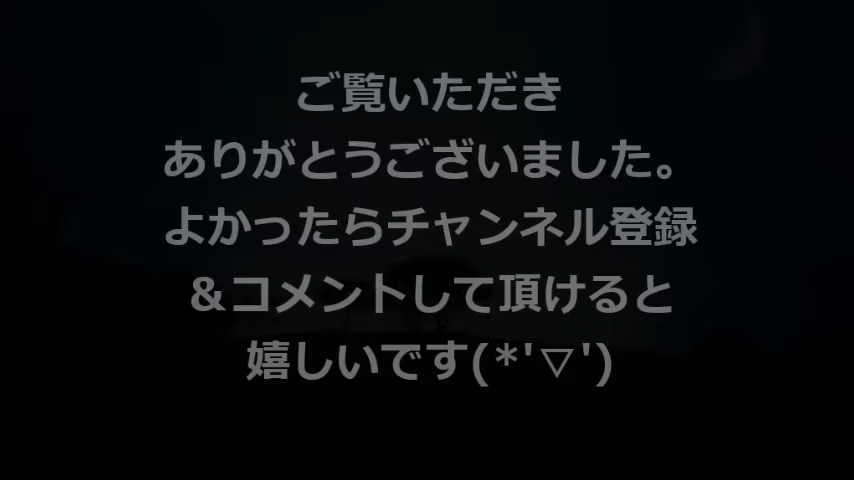 ご覧いただき
ありがとうございました。
よかったらチャンネル登録
＆コメントして頂けると
嬉しいです(*'▽')